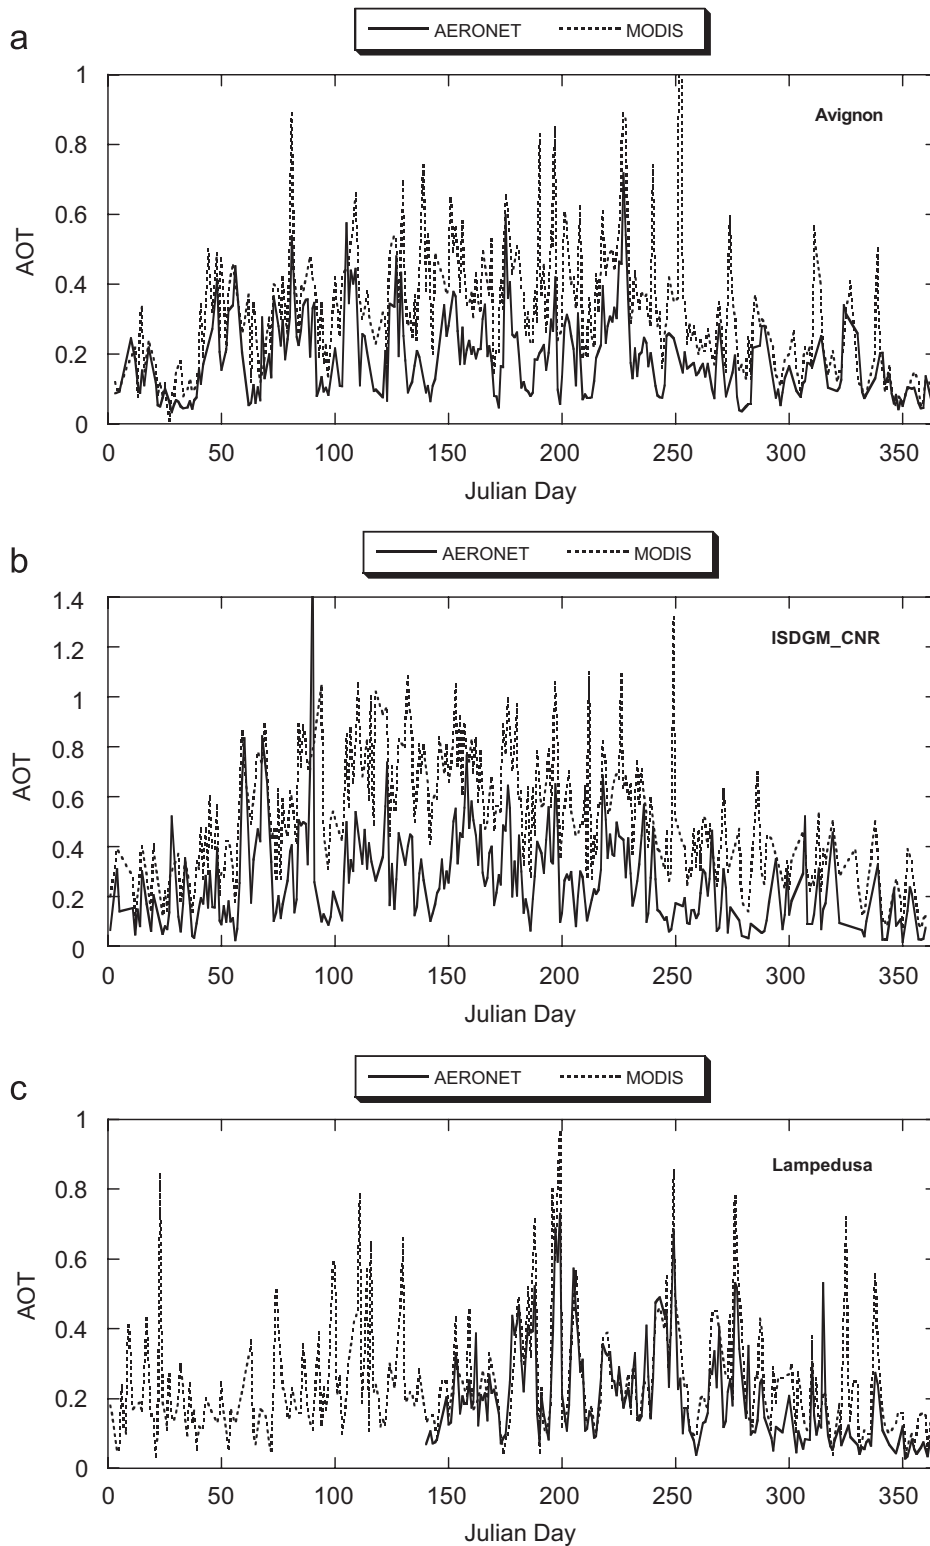 a
AERONET MODIS
1
0.8
0.6
0.4
0.2
0
AOT
Avignon
0 50 100 150 200 250 300 350
Julian Day
b
AERONET MODIS
1.4
1.2
1
0.8
0.6
0.4
0.2
0
AOT
ISDGM_CNR
0 50 100 150 200 250 300 350
Julian Day
c
AERONET MODIS
1
0.8
0.6
0.4
0.2
0
AOT
Lampedusa
0 50 100 150 200 250 300 350
Julian Day